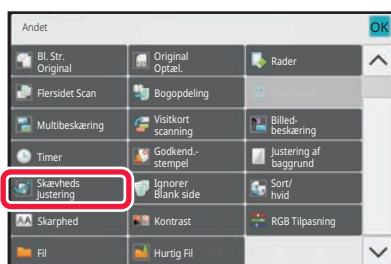 Andet
OK
Bl. Str.
Original
Original
Optæl.
Rader
Flersidet Scan
Bogopdeling
Multibeskæring
Visitkort
scanning
Billed-
beskæring
Timer
Godkend.-
stempel
Justering af
baggrund
Skævheds
Justering
Ignorer
Blank side
Sort/
hvid
AA
Skarphed
Kontrast
RGB Tilpasning
Fil
Hurtig Fil